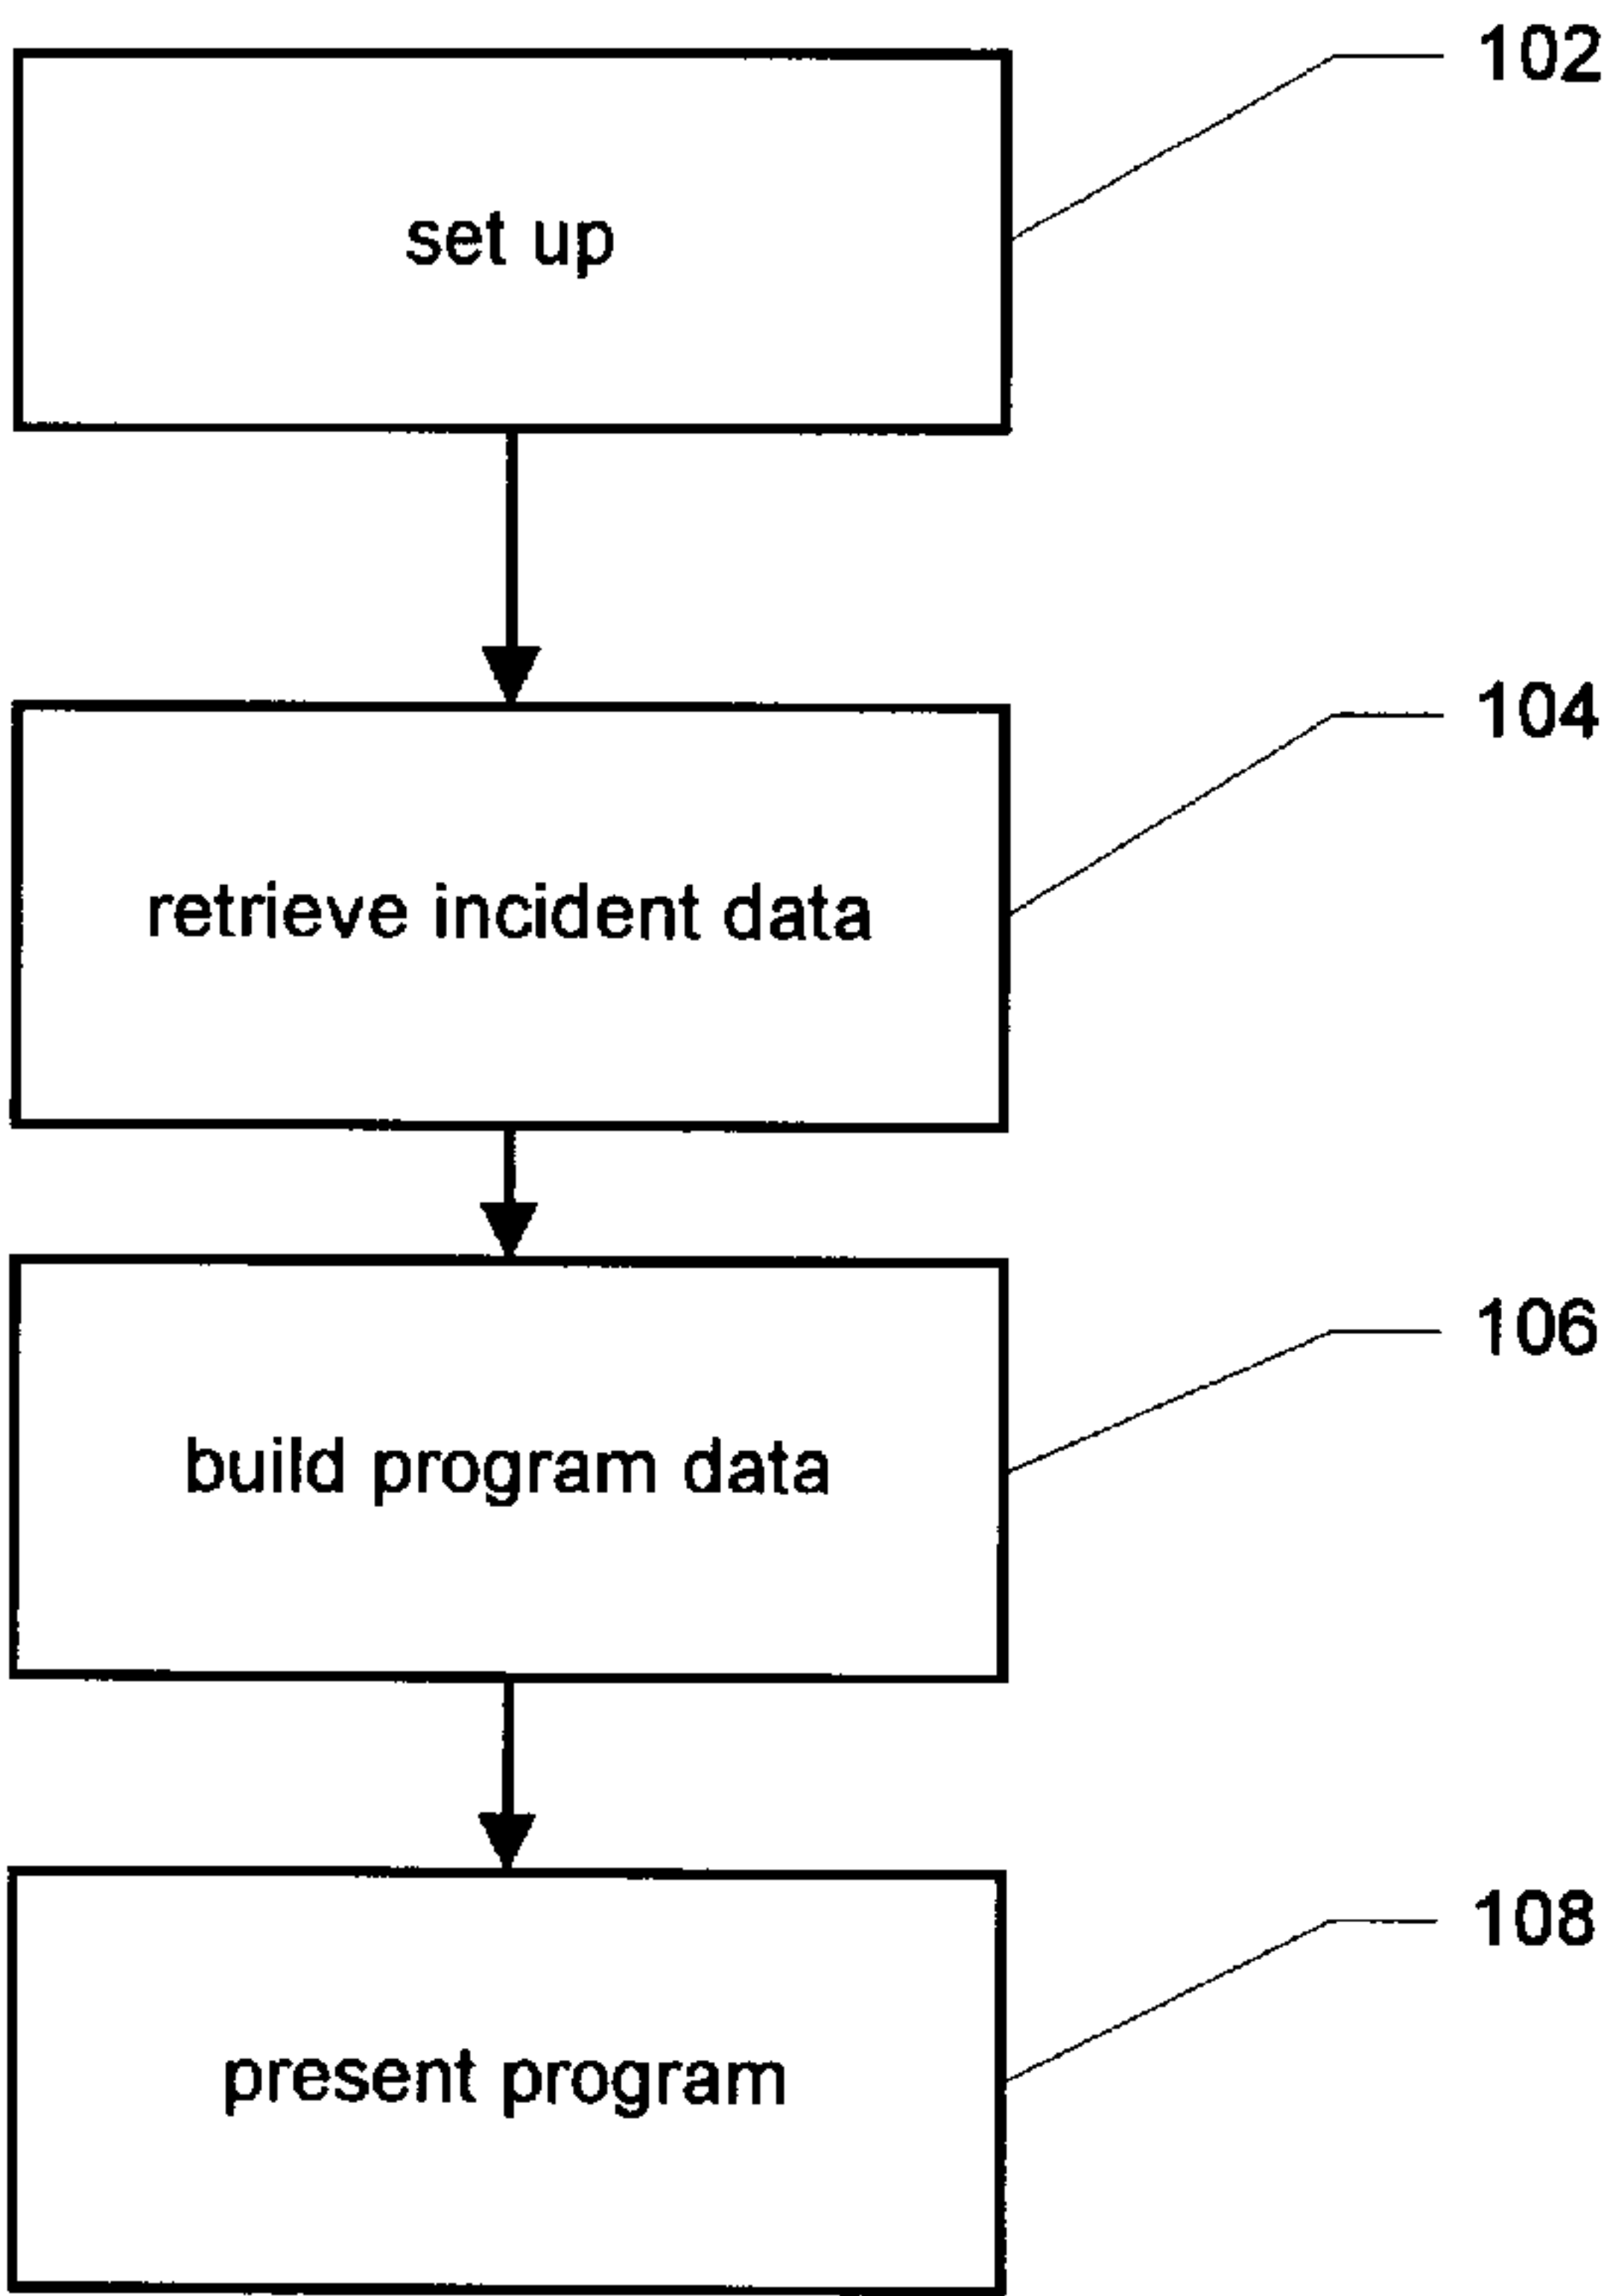 102
set up
104
retrieve incident data
106
build program data
108
present program